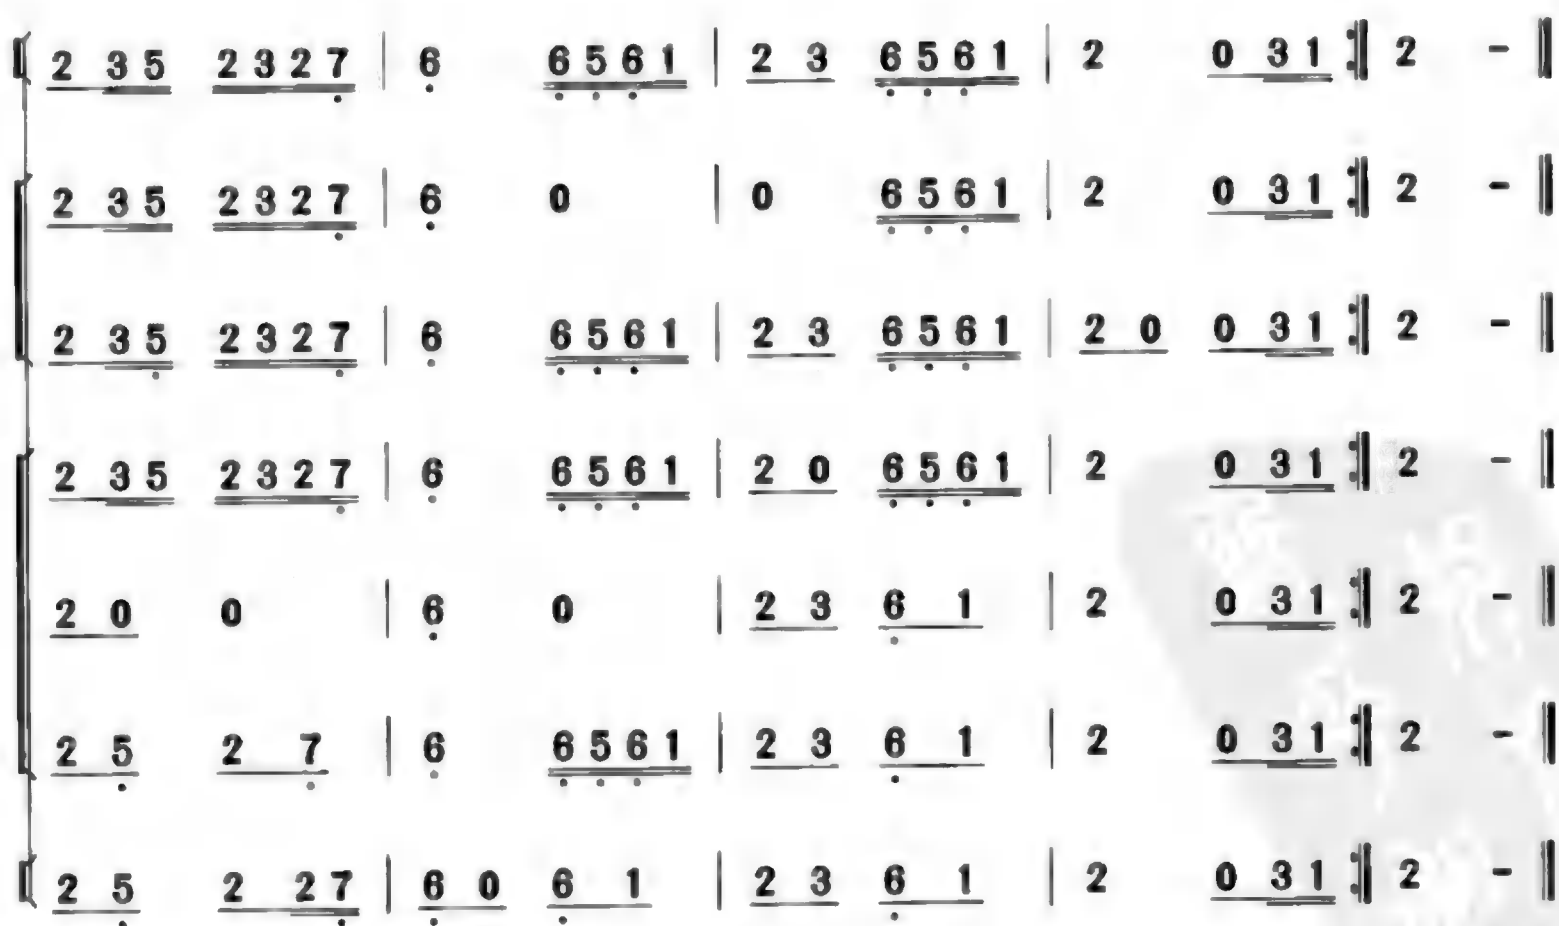 2 35 2327 | 6 6561 | 2 3 6561 | 2 0 31 :‖ 2 - ‖
2 35 2327 | 6 0 | 0 6561 | 2 0 31 :‖ 2 - ‖
2 35 2327 | 6 6561 | 2 3 6561 | 2 0 0 31 :‖ 2 - ‖
2 35 2327 | 6 6561 | 2 0 6561 | 2 0 31 :‖ 2 - ‖
2 0 0 | 6 0 | 2 3 6 1 | 2 0 31 :‖ 2 - ‖
2 5 2 7 | 6 6561 | 2 3 6 1 | 2 0 31 :‖ 2 - ‖
2 5 2 27 | 6 0 6 1 | 2 3 6 1 | 2 0 31 :‖ 2 - ‖